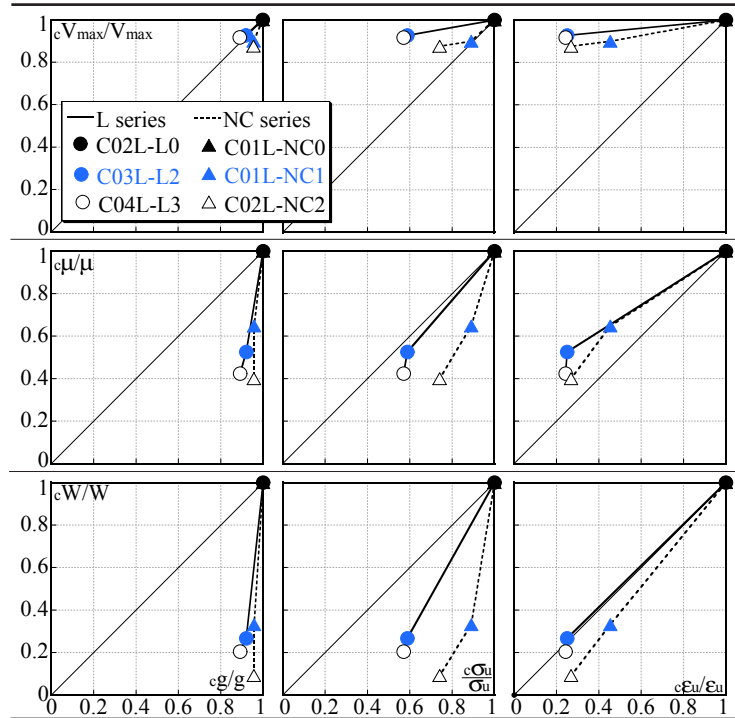 1
cVmax/Vmax
0.8
0.6
L series
NC series
C02L-L0
C01L-NC0
0.4
C03L-L2
C01L-NC1
0.2
C04L-L3
C02L-NC2
0
1
cμ/μ
0.8
0.6
0.4
0.2
0
1
cW/W
0.8
0.6
0.4
0.2
cg/g
cσu/σu
cεu/εu
0
0 0.2 0.4 0.6 0.8 1
0 0.2 0.4 0.6 0.8 1
0 0.2 0.4 0.6 0.8 1